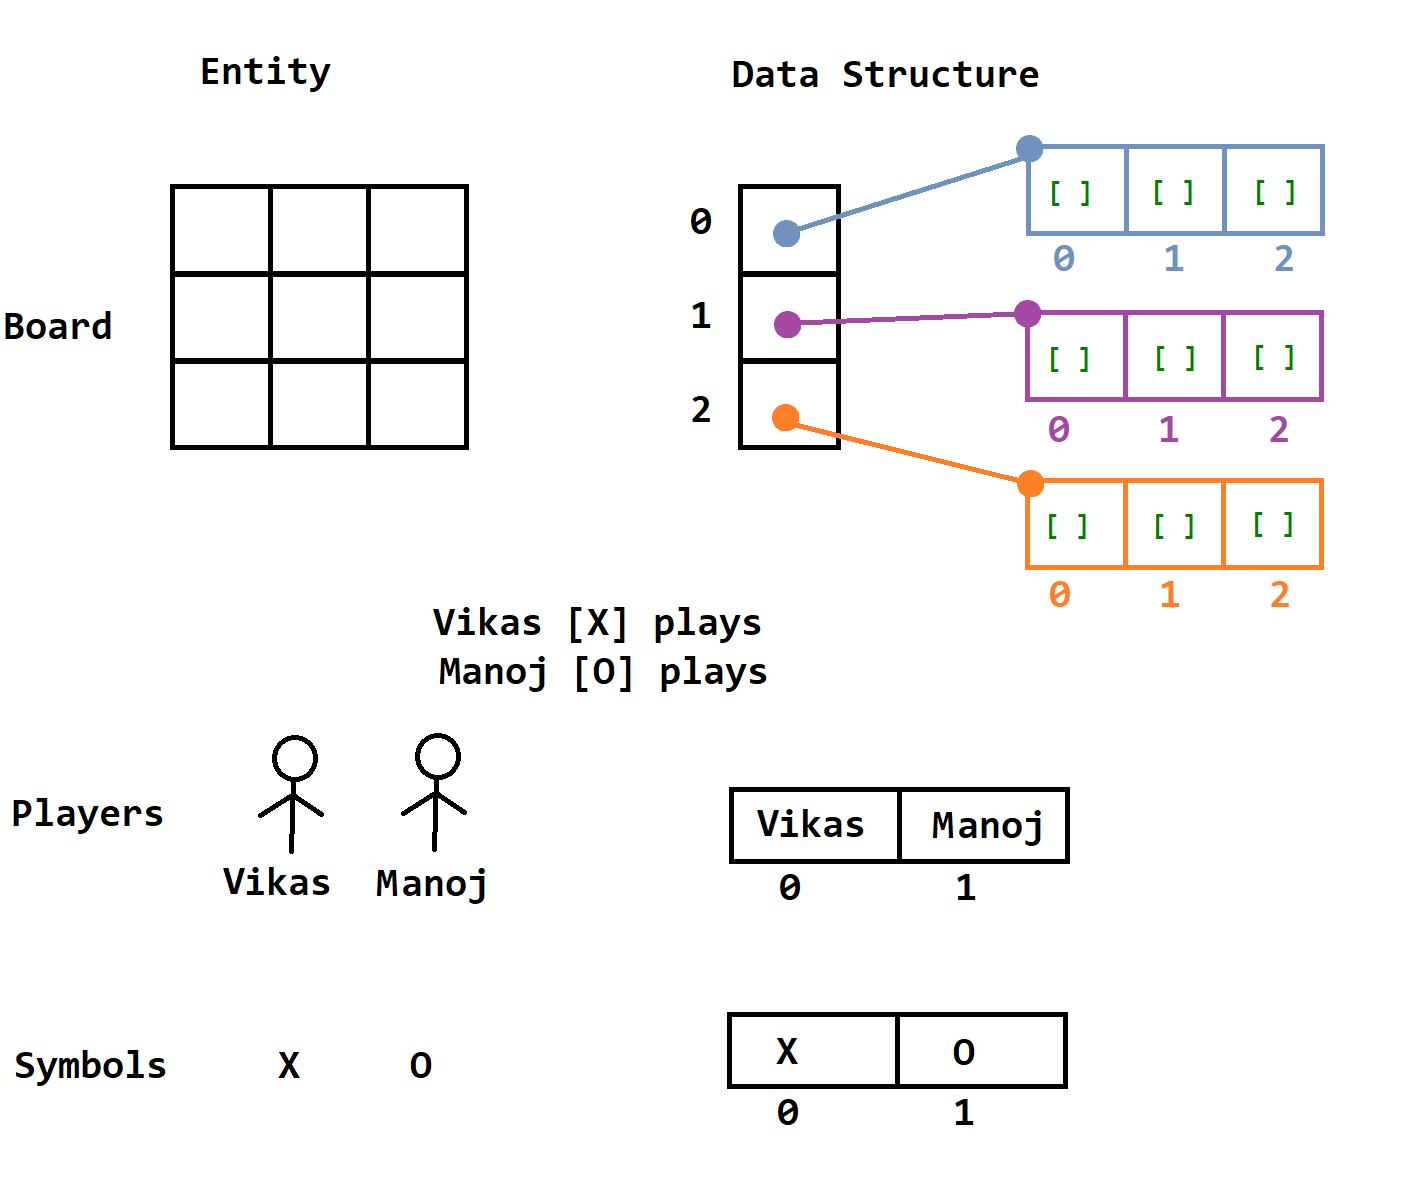 Entity
Data Structure
Board
0
[ ] [ ] [ ]
0 1 2
1
[ ] [ ] [ ]
0 1 2
2
[ ] [ ] [ ]
0 1 2
Vikas [X] plays
Manoj [O] plays
Players
Vikas Manoj
Vikas Manoj
0 1
Symbols X O
X O
0 1